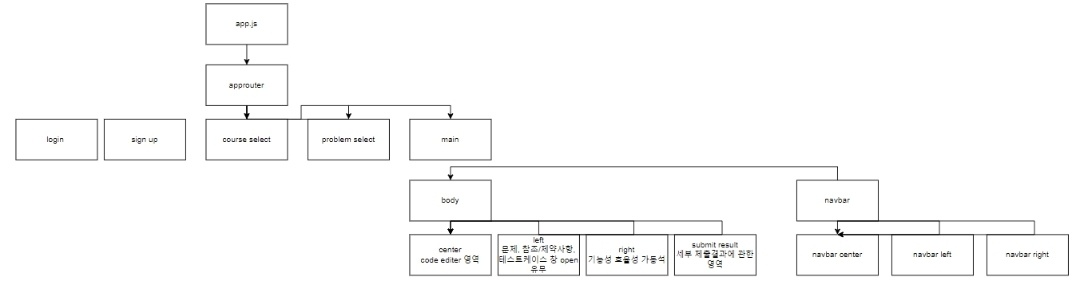 app.js
approuter
login
sign up
course select
problem select
main
body
navbar
center
code editer 영역
left
문제, 참조/제약사항,
테스트케이스 창 open
유무
right
기능성 효율성 가동석
submit result
세부 제출결과에 관한
영역
navbar center
navbar left
navbar right